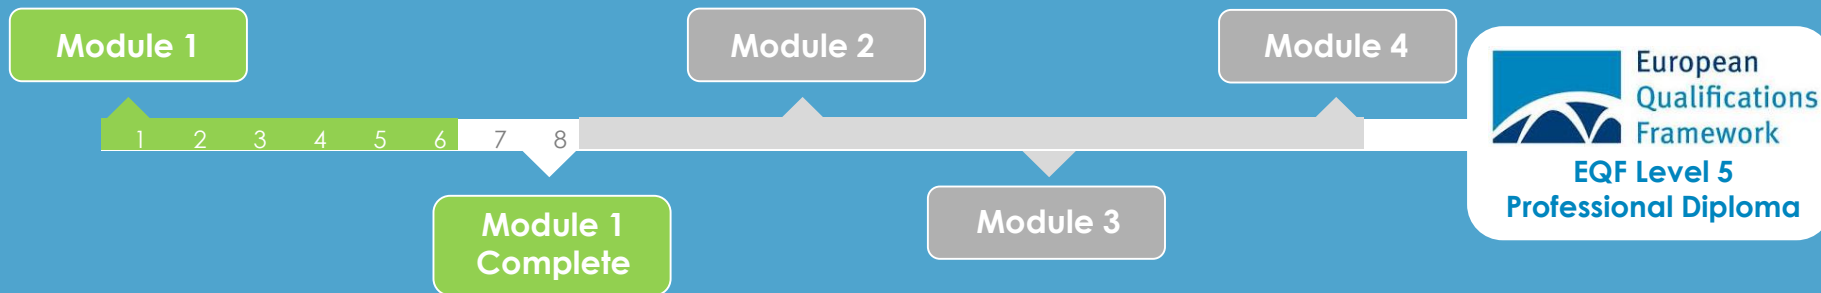 Module 1
Module 2
Module 4
1 2 3 4 5 6 7 8
Module 1
Complete
Module 3
European
Qualifications
Framework
EQF Level 5
Professional Diploma